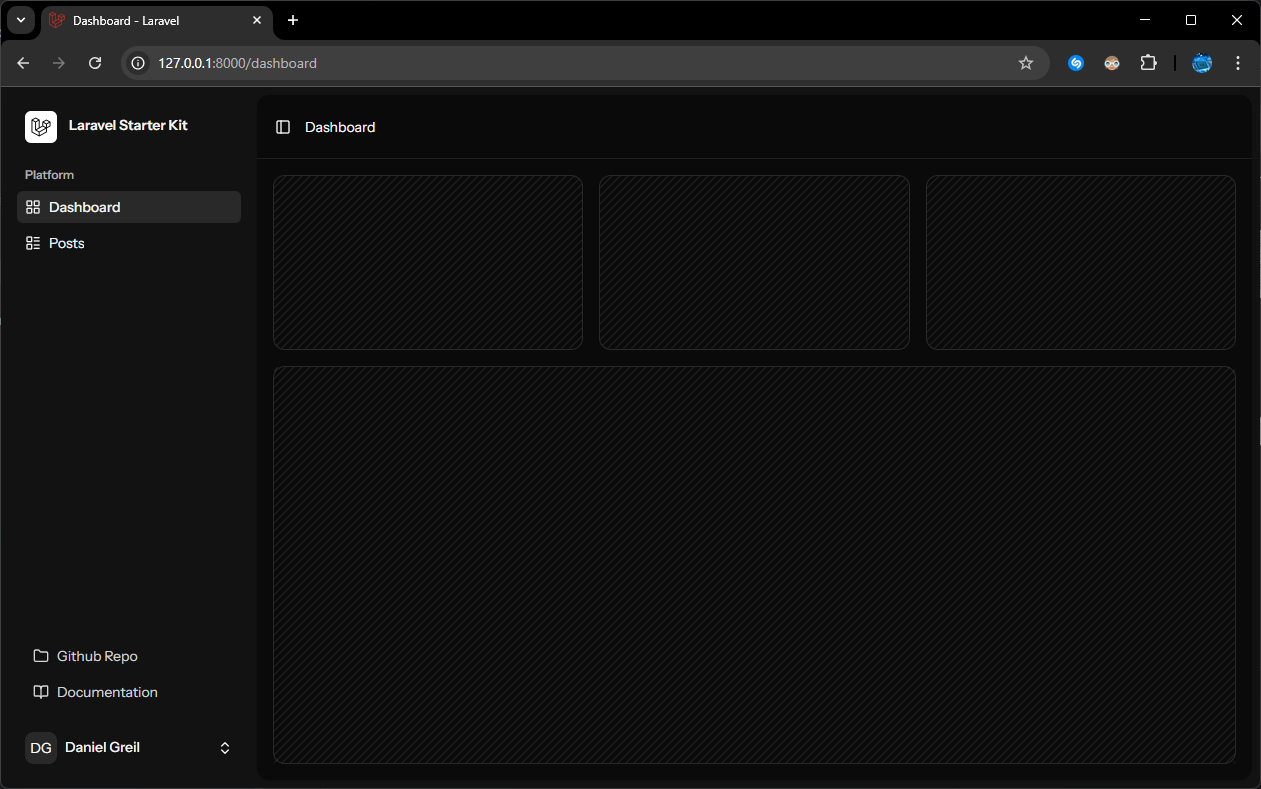 Dashboard - Laravel
127.0.0.1:8000/dashboard
Laravel Starter Kit
Platform
Dashboard
Posts
Github Repo
Documentation
DG Daniel Greil
Dashboard